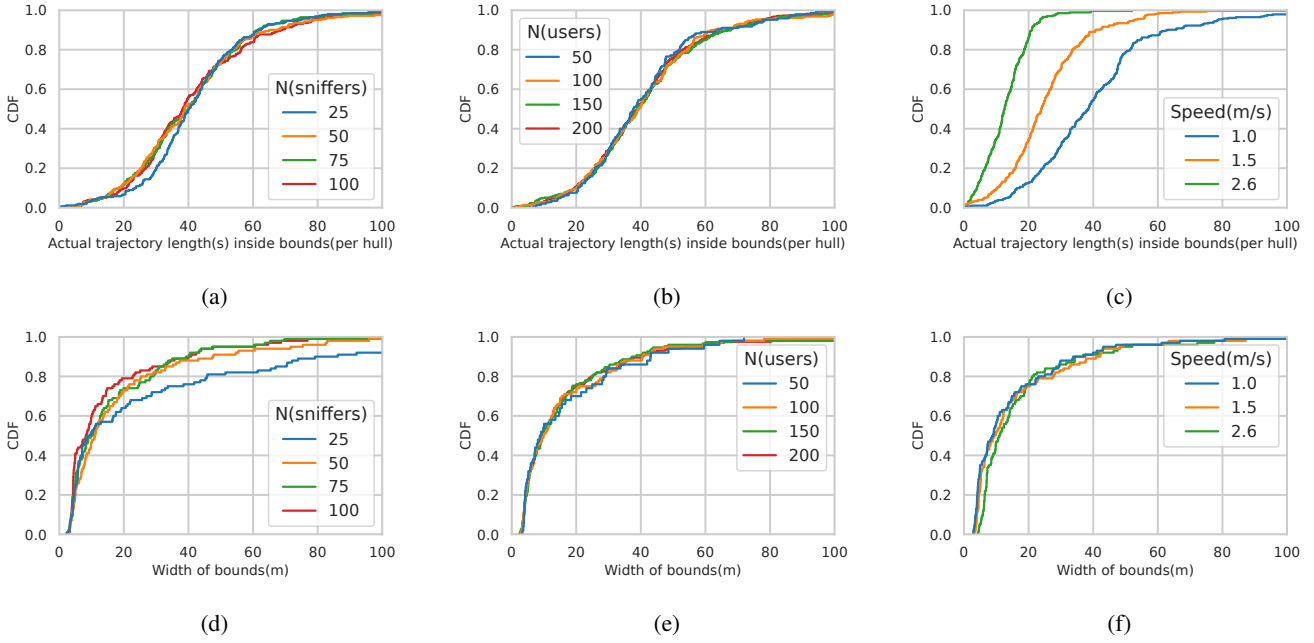 1.0
0.8
0.6
0.4
0.2
0.0
CDF
N(sniffers)
25
50
75
100
0 20 40 60 80 100
Actual trajectory length(s) inside bounds(per hull)
(a)
1.0
0.8
0.6
0.4
0.2
0.0
CDF
N(users)
50
100
150
200
0 20 40 60 80 100
Actual trajectory length(s) inside bounds(per hull)
(b)
1.0
0.8
0.6
0.4
0.2
0.0
CDF
Speed(m/s)
1.0
1.5
2.6
0 20 40 60 80 100
Actual trajectory length(s) inside bounds(per hull)
(c)
1.0
0.8
0.6
0.4
0.2
0.0
CDF
N(sniffers)
25
50
75
100
0 20 40 60 80 100
Width of bounds(m)
(d)
1.0
0.8
0.6
0.4
0.2
0.0
CDF
N(users)
50
100
150
200
0 20 40 60 80 100
Width of bounds(m)
(e)
1.0
0.8
0.6
0.4
0.2
0.0
CDF
Speed(m/s)
1.0
1.5
2.6
0 20 40 60 80 100
Width of bounds(m)
(f)